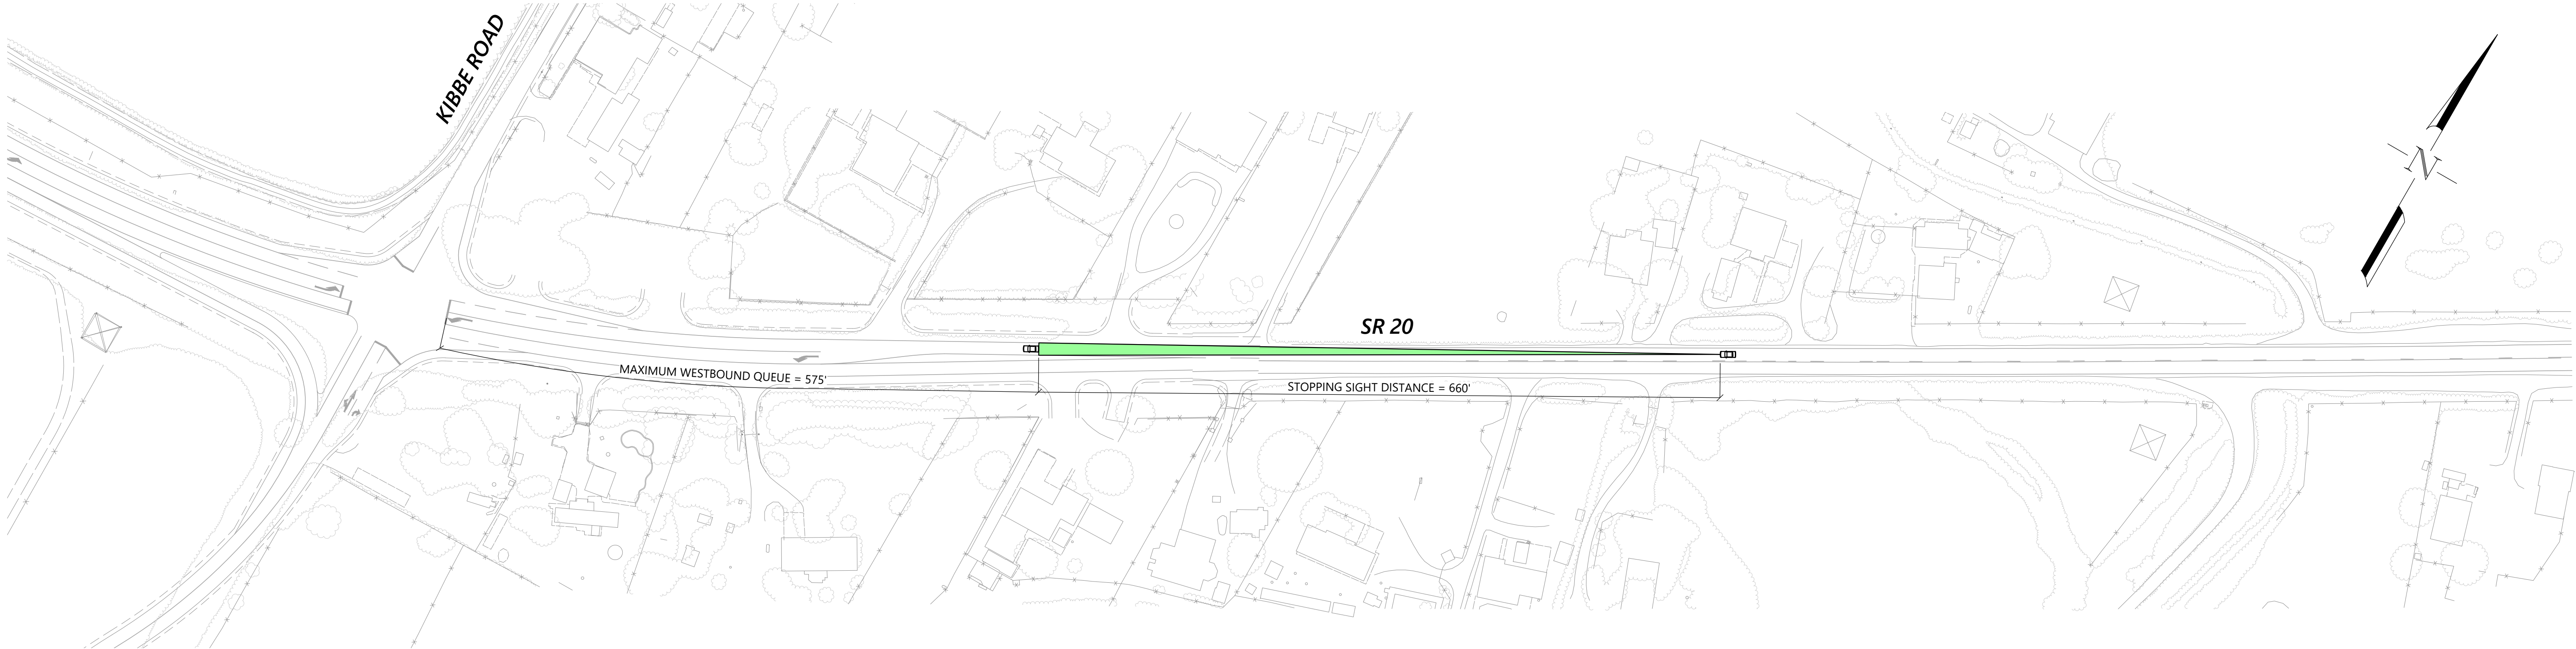 KIBBE ROAD
N
SR 20
MAXIMUM WESTBOUND QUEUE = 575'
STOPPING SIGHT DISTANCE = 660'